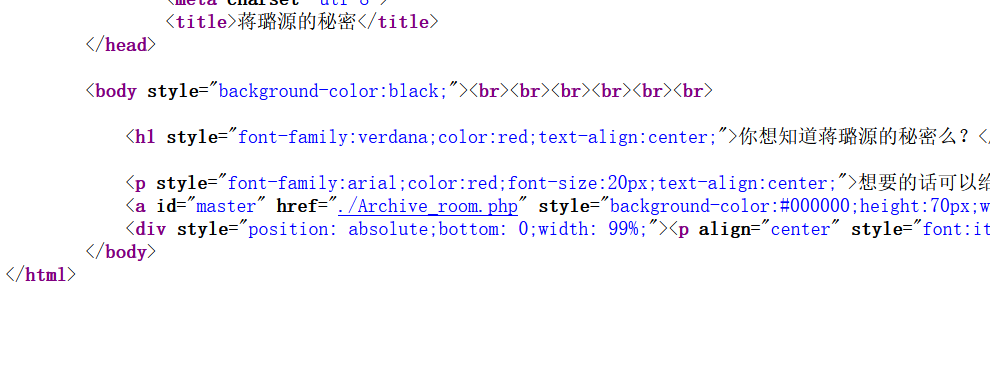 <meta charset="utf-8">
<title>蒋璐源的秘密</title>
</head>
<body style="background-color:black;"><br><br><br><br><br><br>
<h1 style="font-family:verdana;color:red;text-align:center;">你想知道蒋璐源的秘密么？</
<p style="font-family:arial;color:red;font-size:20px;text-align:center;">想要的话可以给
<a id="master" href="./Archive_room.php" style="background-color:#000000;height:70px;w
<div style="position: absolute;bottom: 0;width: 99%;"><p align="center" style="font:it
</body>
</html>